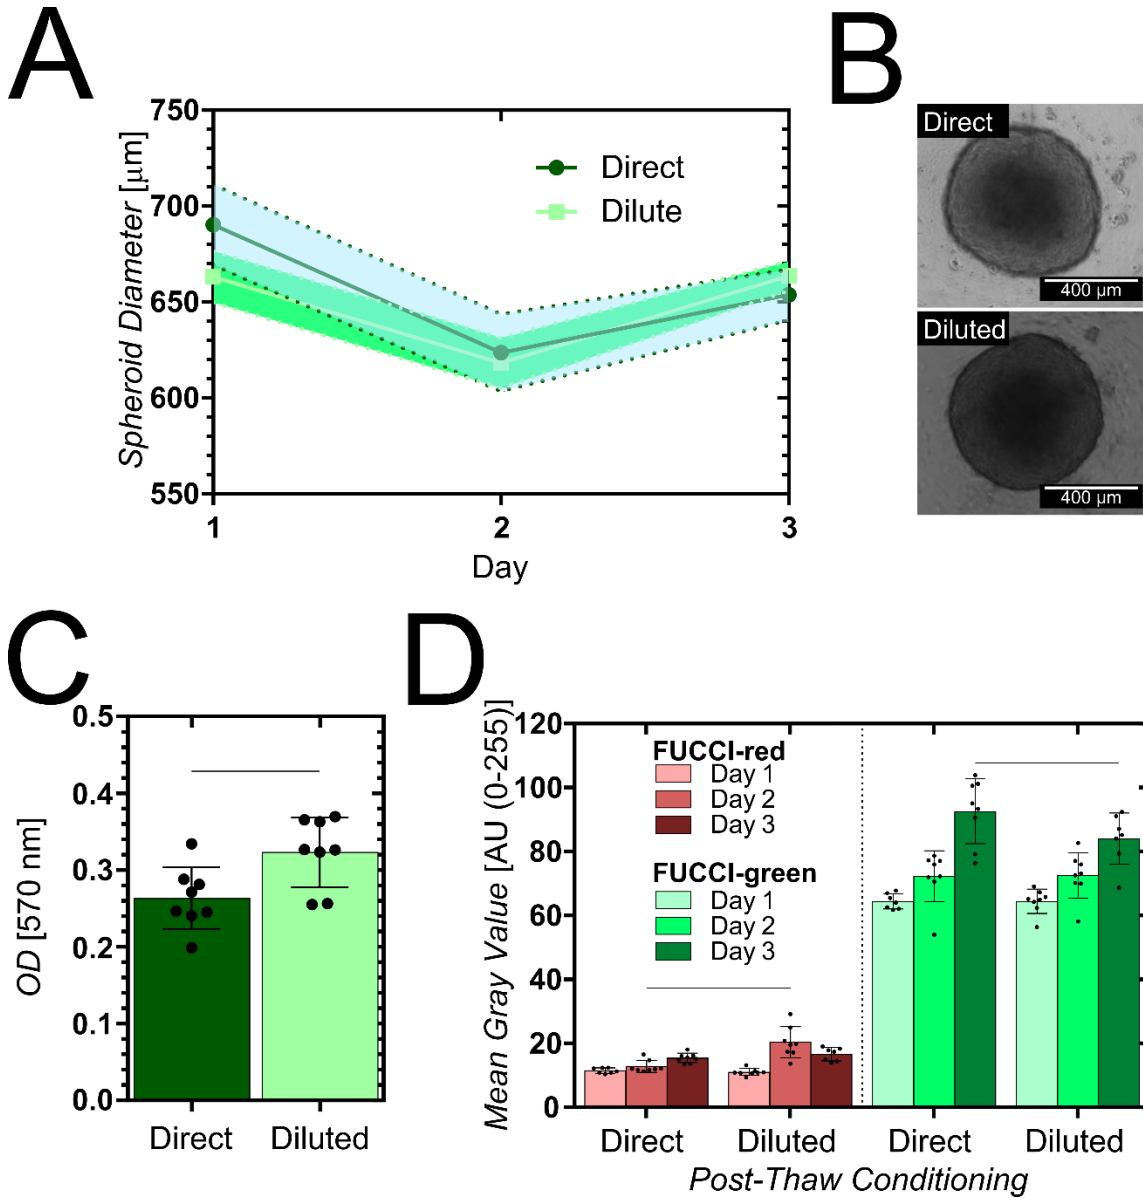 A
Spheroid Diameter [µm]
750
700
650
600
550
1
2
3
Day
Direct
Dilute
B
Direct
400 µm
Diluted
400 µm
C
OD [570 nm]
0.5
0.4
0.3
0.2
0.1
0.0
Direct
Diluted
D
Mean Gray Value [AU (0-255)]
120
100
80
60
40
20
0
FUCCI-red
Day 1
Day 2
Day 3
FUCCI-green
Day 1
Day 2
Day 3
Direct
Diluted
Direct
Diluted
Post-Thaw Conditioning